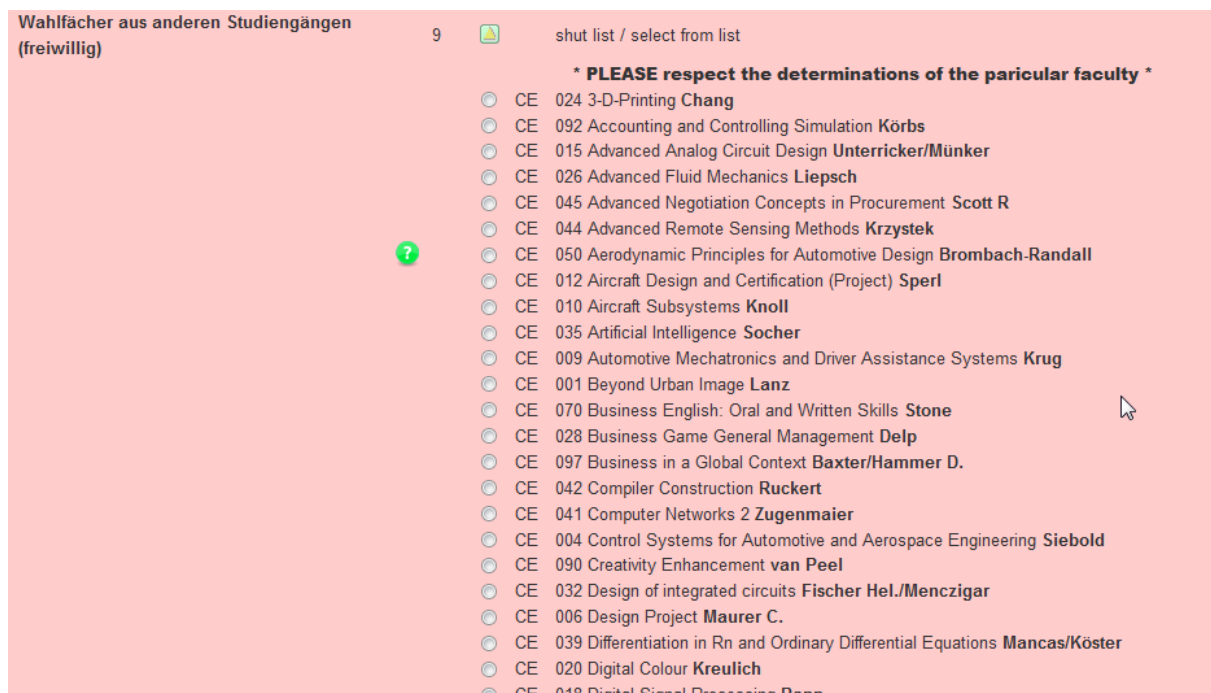 Wahlfächer aus anderen Studiengängen
(freiwillig)
9 shut list / select from list
* PLEASE respect the determinations of the paricular faculty *
CE 024 3-D-Printing Chang
CE 092 Accounting and Controlling Simulation Körbs
CE 015 Advanced Analog Circuit Design Unterricker/Münker
CE 026 Advanced Fluid Mechanics Liepsch
CE 045 Advanced Negotiation Concepts in Procurement Scott R
CE 044 Advanced Remote Sensing Methods Krzystek
? CE 050 Aerodynamic Principles for Automotive Design Brombach-Randall
CE 012 Aircraft Design and Certification (Project) Sperl
CE 010 Aircraft Subsystems Knoll
CE 035 Artificial Intelligence Socher
CE 009 Automotive Mechatronics and Driver Assistance Systems Krug
CE 001 Beyond Urban Image Lanz
CE 070 Business English: Oral and Written Skills Stone
CE 028 Business Game General Management Delp
CE 097 Business in a Global Context Baxter/Hammer D.
CE 042 Compiler Construction Ruckert
CE 041 Computer Networks 2 Zugenmaier
CE 004 Control Systems for Automotive and Aerospace Engineering Siebold
CE 090 Creativity Enhancement van Peel
CE 032 Design of integrated circuits Fischer Hel./Menczigar
CE 006 Design Project Maurer C.
CE 039 Differentiation in Rn and Ordinary Differential Equations Mancas/Köster
CE 020 Digital Colour Kreulich
CE 018 Digital Signal Processing